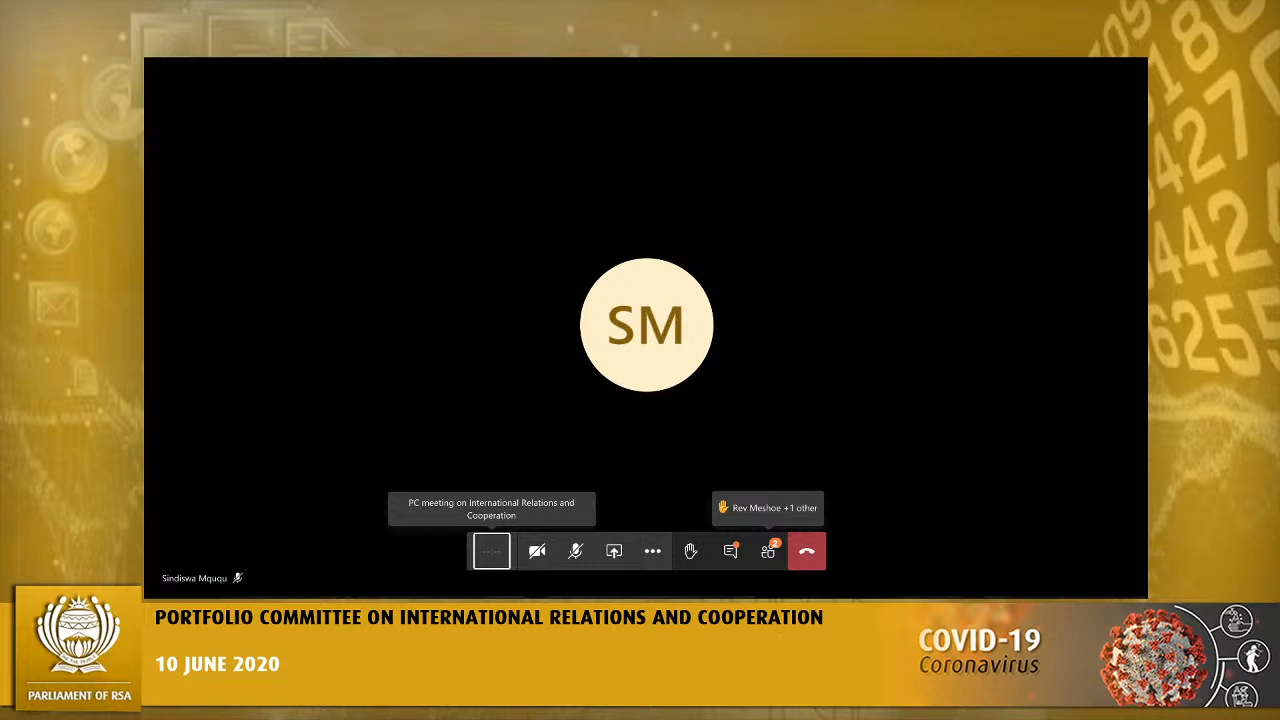 SM
PC meeting on International Relations and
Cooperation
✋ Rev Meshoe +1 other
2
Sindiswa Mququ
PORTFOLIO COMMITTEE ON INTERNATIONAL RELATIONS AND COOPERATION
10 JUNE 2020
PARLIAMENT OF RSA
COVID-19
Coronavirus